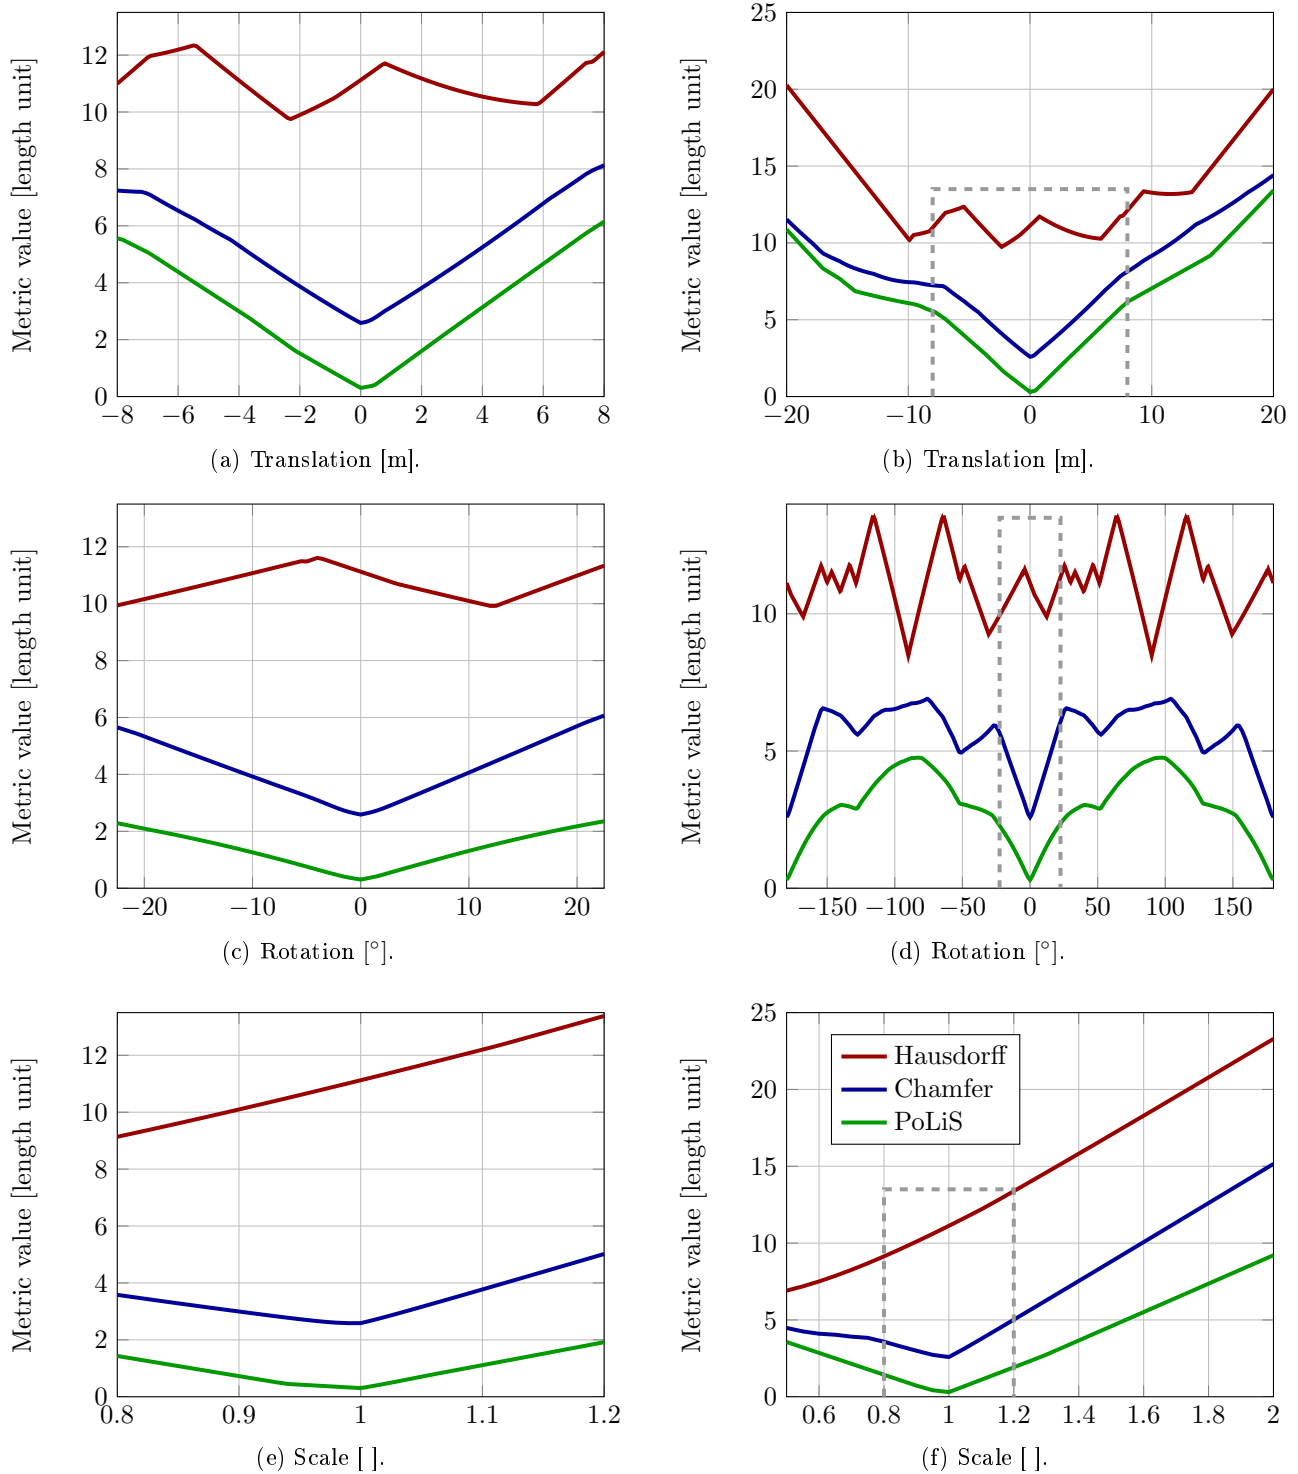 Metric value [length unit]
12
10
8
6
4
2
0
−8 −6 −4 −2 0 2 4 6 8
(a) Translation [m].
Metric value [length unit]
25
20
15
10
5
0
−20 −10 0 10 20
(b) Translation [m].
Metric value [length unit]
12
10
8
6
4
2
0
−20 −10 0 10 20
(c) Rotation [°].
Metric value [length unit]
10
5
0
−150 −100 −50 0 50 100 150
(d) Rotation [°].
Metric value [length unit]
12
10
8
6
4
2
0
0.8 0.9 1 1.1 1.2
(e) Scale [ ].
Metric value [length unit]
25
20
15
10
5
0
Hausdorff
Chamfer
PoLiS
0.6 0.8 1 1.2 1.4 1.6 1.8 2
(f) Scale [ ].